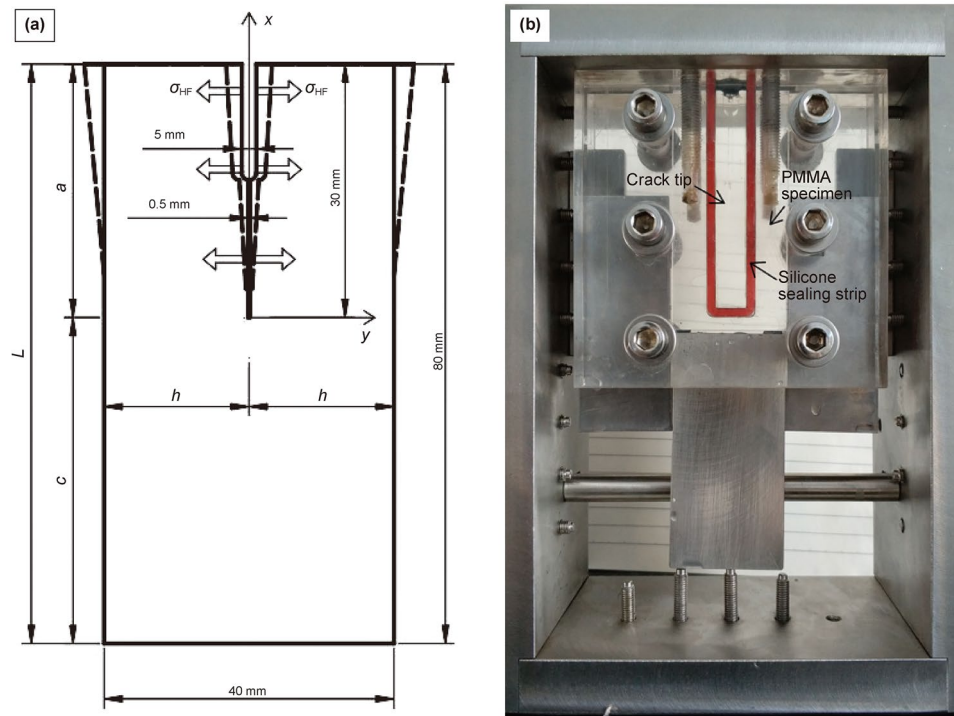 (a)
x
σHF
σHF
5 mm
a
30 mm
0.5 mm
y
L
80 mm
h
h
c
40 mm
(b)
Crack tip
PMMA
specimen
Silicone
sealing strip